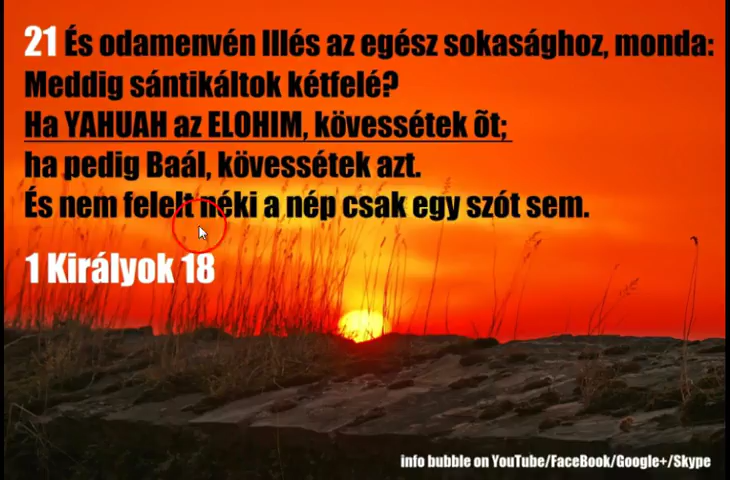 21 És odamenvén Illés az egész sokasághoz, monda:
Meddig sántikáltok kétfelé?
Ha YAHUAH az ELOHIM, kövessétek õt;
ha pedig Baál, kövessétek azt.
És nem felelt néki a nép csak egy szót sem.
1 Királyok 18
info bubble on YouTube/FaceBook/Google+/Skype